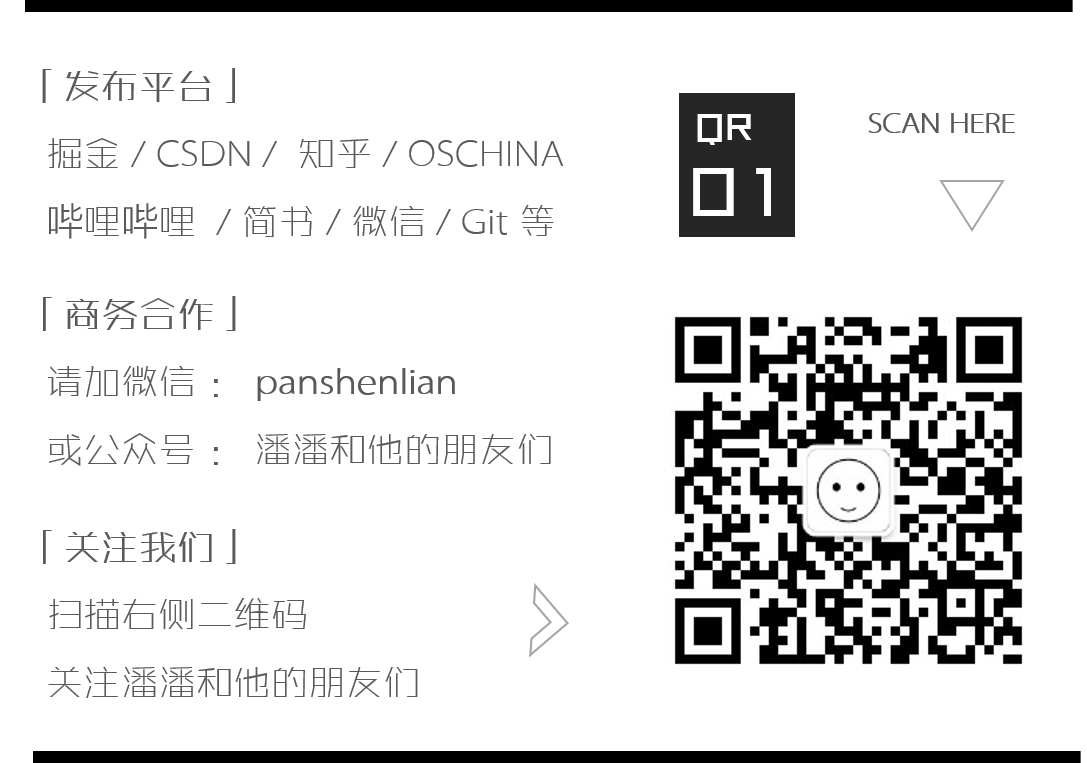 「 发布平台 」
掘金 / CSDN / 知乎 / OSCHINA
哔哩哔哩 / 简书 / 微信 / Git 等
「 商务合作 」
请加微信： panshenlian
或公众号： 潘潘和他的朋友们
「 关注我们 」
扫描右侧二维码
关注潘潘和他的朋友们
QR
01
SCAN HERE